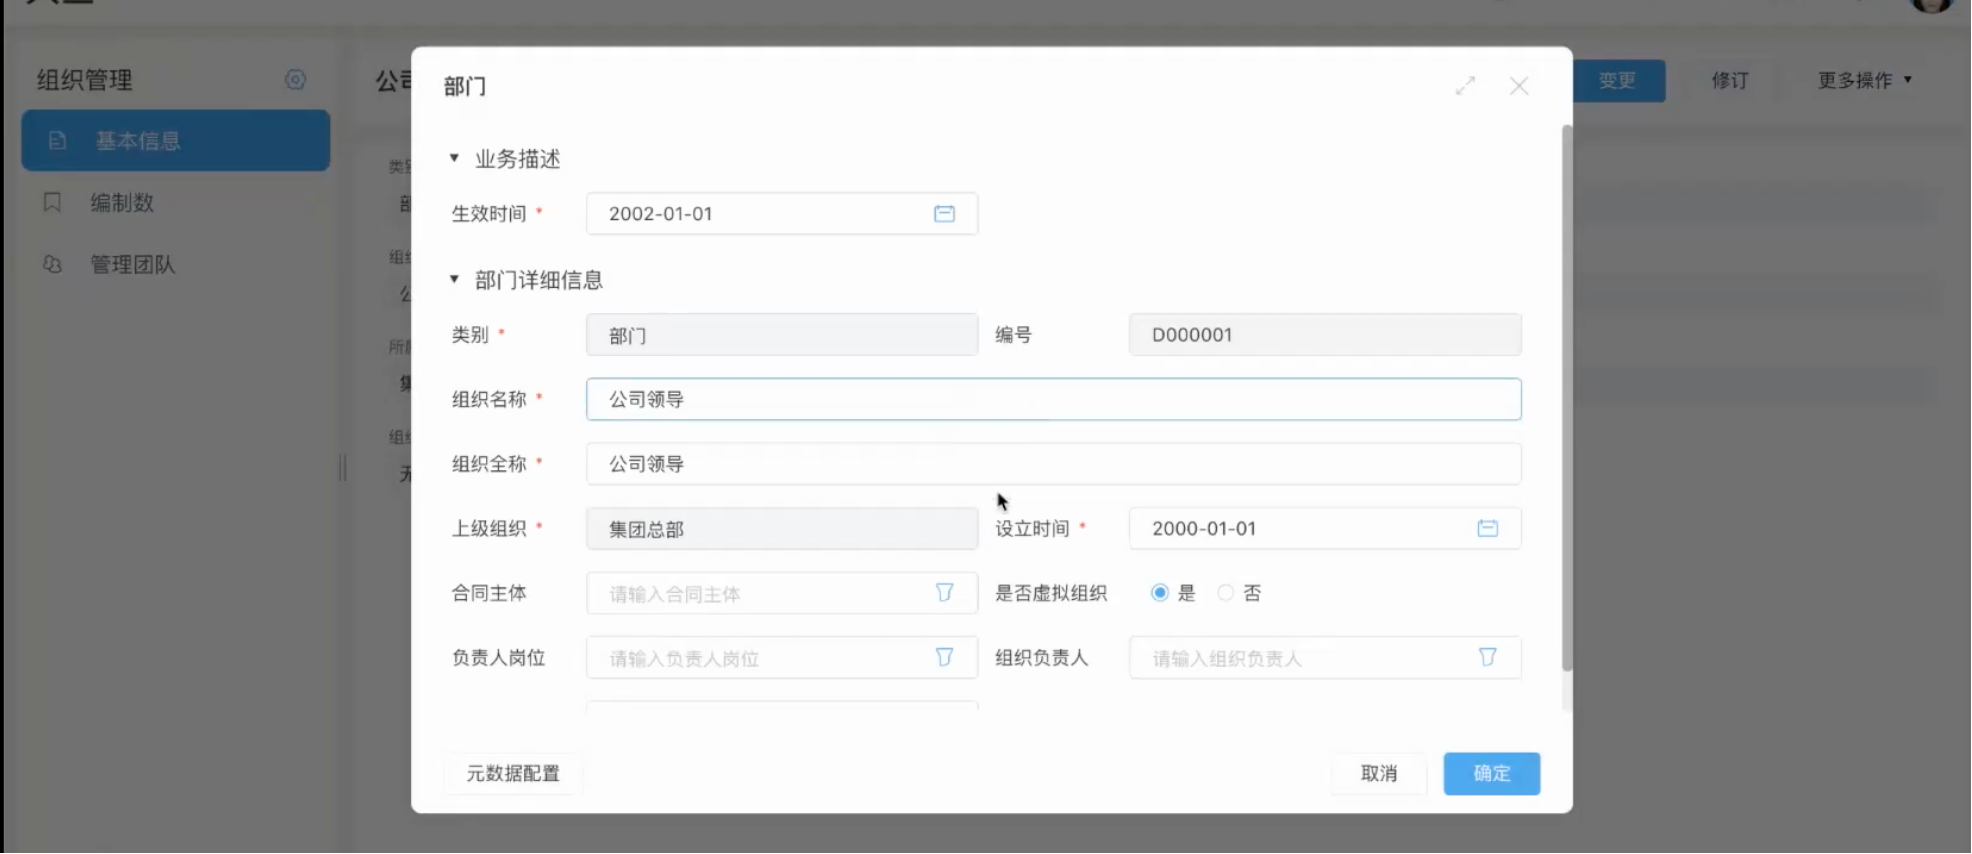 组织管理
基本信息
编制数
管理团队
公司
变更
修订
更多操作
部门
业务描述
生效时间 * 2002-01-01
部门详细信息
类别 * 部门 编号 D000001
组织名称 * 公司领导
组织全称 * 公司领导
上级组织 * 集团总部 设立时间 * 2000-01-01
合同主体 请输入合同主体 是否虚拟组织 是 否
负责人岗位 请输入负责人岗位 组织负责人 请输入组织负责人
元数据配置 取消 确定